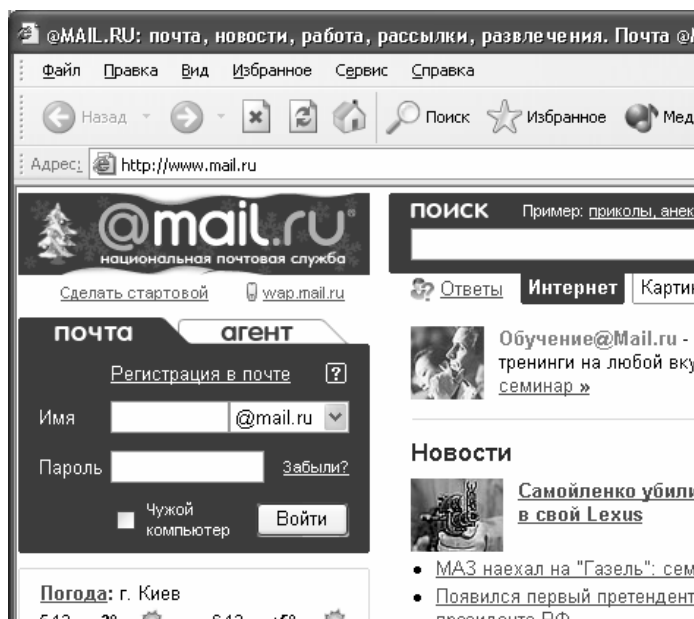 @MAIL.RU: почта, новости, работа, рассылки, развлечения. Почта
Файл Правка Вид Избранное Сервис Справка
Назад Поиск Избранное
Адрес: http://www.mail.ru
@mail.ru
национальная почтовая служба
ПОИСК Пример: приколы,
Сделать стартовой wap.mail.ru
Ответы Интернет
почта агент
Обучение@Mail.ru -
тренинги на любой
семинар »
Регистрация в почте ?
Имя @mail.ru
Пароль Забыли?
Чужой
компьютер
Войти
Новости
Самойленко
в свой Lexus
МАЗ наехал на "Газель":
Появился первый
Погода: г. Киев